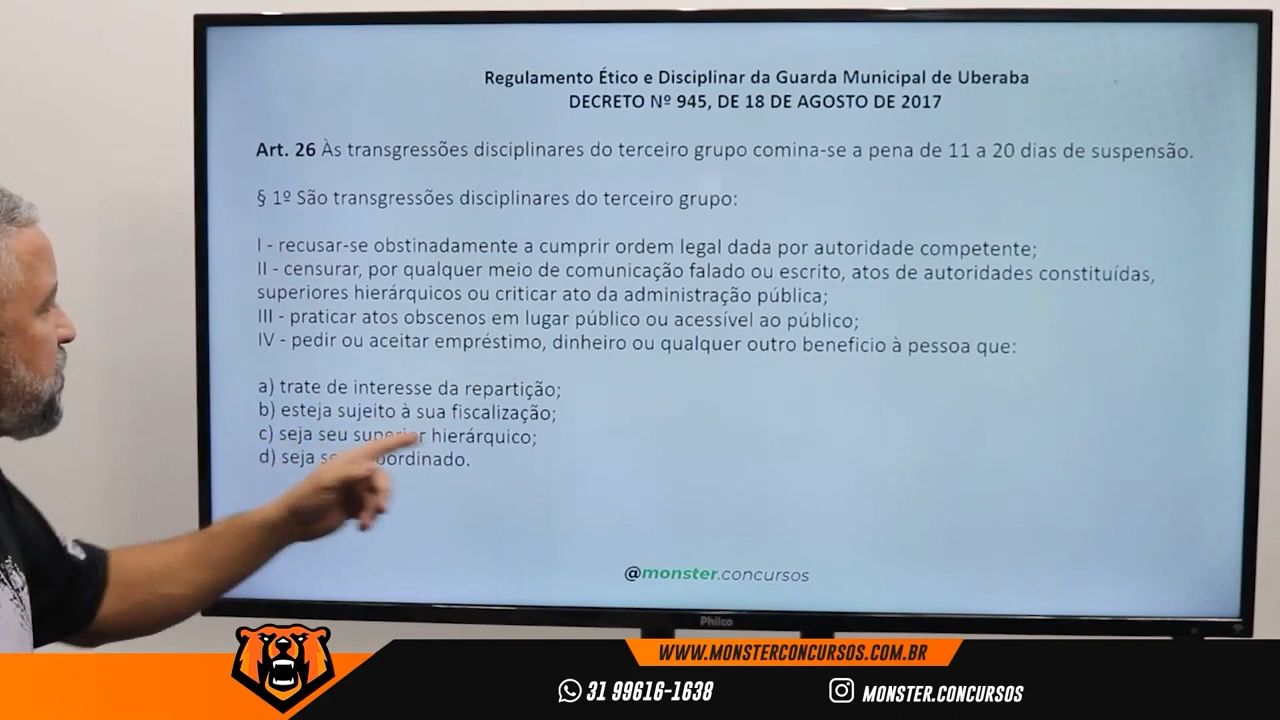 Regulamento Ético e Disciplinar da Guarda Municipal de Uberaba
DECRETO Nº 945, DE 18 DE AGOSTO DE 2017
Art. 26 Às transgressões disciplinares do terceiro grupo comina-se a pena de 11 a 20 dias de suspensão.
§ 1º São transgressões disciplinares do terceiro grupo:
I - recusar-se obstinadamente a cumprir ordem legal dada por autoridade competente;
II - censurar, por qualquer meio de comunicação falado ou escrito, atos de autoridades constituídas,
superiores hierárquicos ou criticar ato da administração pública;
III - praticar atos obscenos em lugar público ou acessível ao público;
IV - pedir ou aceitar empréstimo, dinheiro ou qualquer outro beneficio à pessoa que:
a) trate de interesse da repartição;
b) esteja sujeito à sua fiscalização;
c) seja seu superior hierárquico;
d) seja
@monster.concursos
Philco
WWW.MONSTERCONCURSOS.COM.BR
31 99616-1638
MONSTER.CONCURSOS